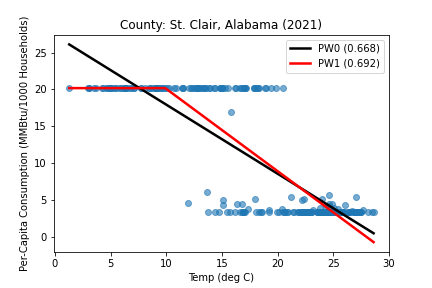 County: St. Clair, Alabama (2021)
PW0 (0.668)
PW1 (0.692)
Per-Capita Consumption (MMBtu/1000 Households)
25
20
15
10
5
0
0 5 10 15 20 25 30
Temp (deg C)